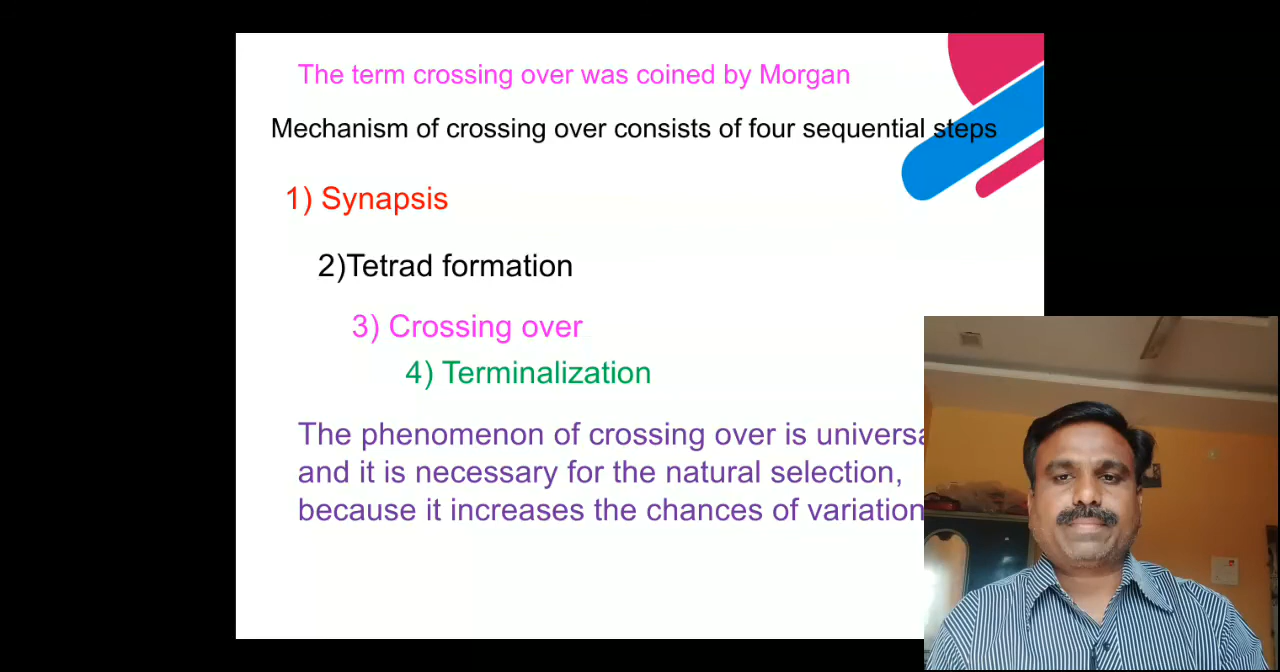 The term crossing over was coined by Morgan
Mechanism of crossing over consists of four sequential steps
1) Synapsis
2)Tetrad formation
3) Crossing over
4) Terminalization
The phenomenon of crossing over is
and it is necessary for the natural selection,
because it increases the chances of variation